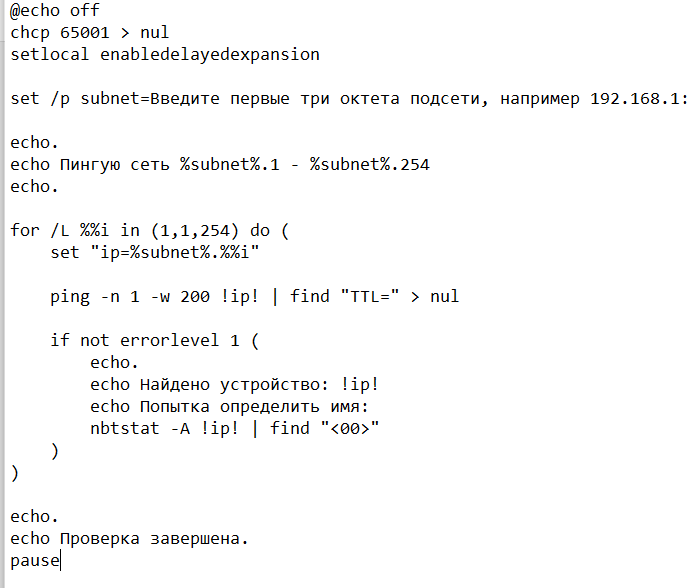 @echo off
chcp 65001 > nul
setlocal enabledelayedexpansion
set /p subnet=Введите первые три октета подсети, например 192.168.1:
echo.
echo Пингую сеть %subnet%.1 - %subnet%.254
echo.
for /L %%i in (1,1,254) do (
set "ip=%subnet%.%%i"
ping -n 1 -w 200 !ip! | find "TTL=" > nul
if not errorlevel 1 (
echo.
echo Найдено устройство: !ip!
echo Попытка определить имя:
nbtstat -A !ip! | find "<00>"
)
)
echo.
echo Проверка завершена.
pause